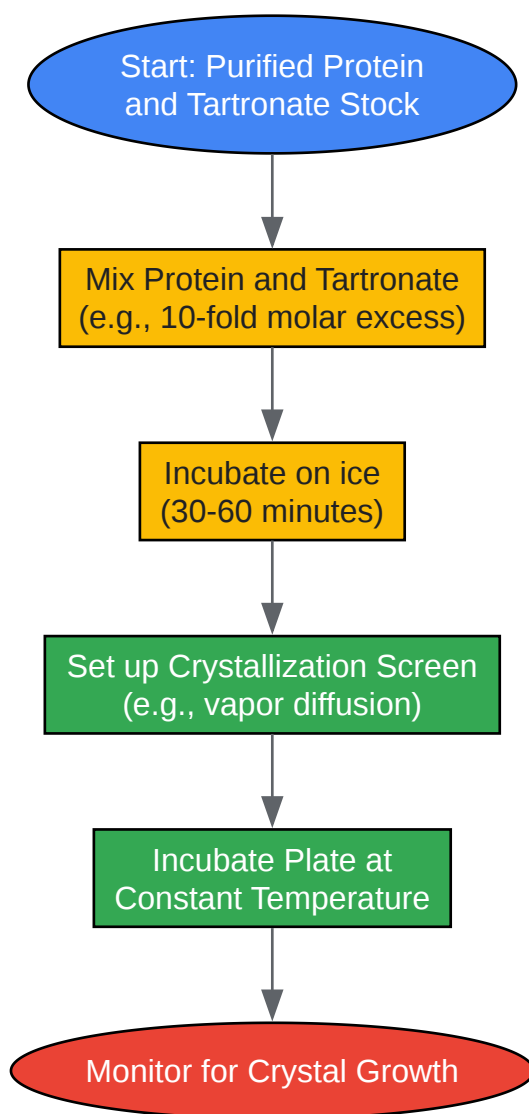 Start: Purified Protein
and Tartronate Stock
Mix Protein and Tartronate
(e.g., 10-fold molar excess)
Incubate on ice
(30-60 minutes)
Set up Crystallization Screen
(e.g., vapor diffusion)
Incubate Plate at
Constant Temperature
Monitor for Crystal Growth